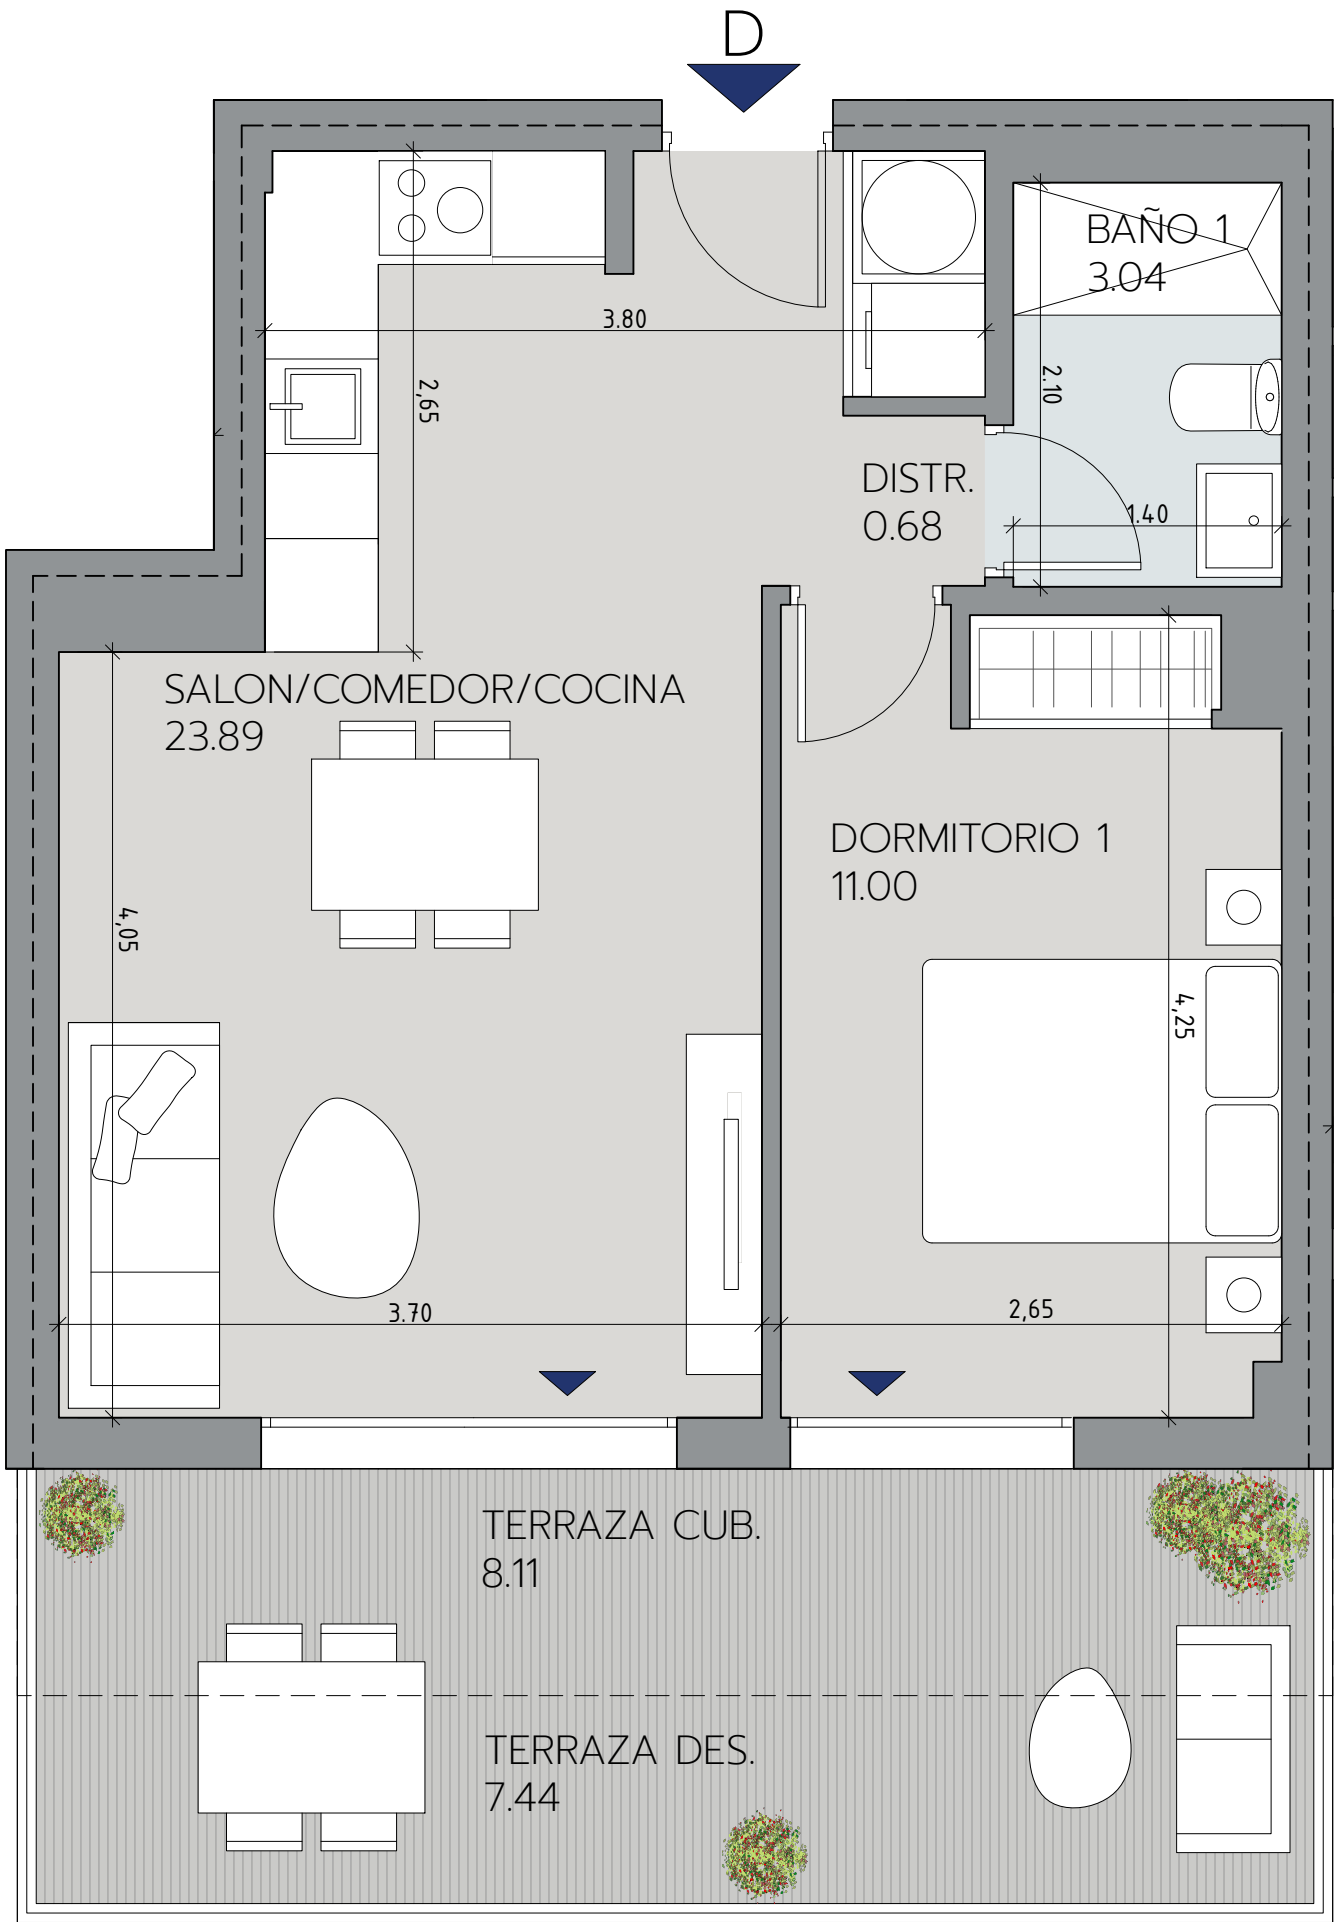 D
BAÑO 1
3.04
3.80
2,65
2.10
DISTR.
0.68
1.40
SALON/COMEDOR/COCINA
23.89
DORMITORIO 1
11.00
4,05
4,25
3.70
2,65
TERRAZA CUB.
8.11
TERRAZA DES.
7.44